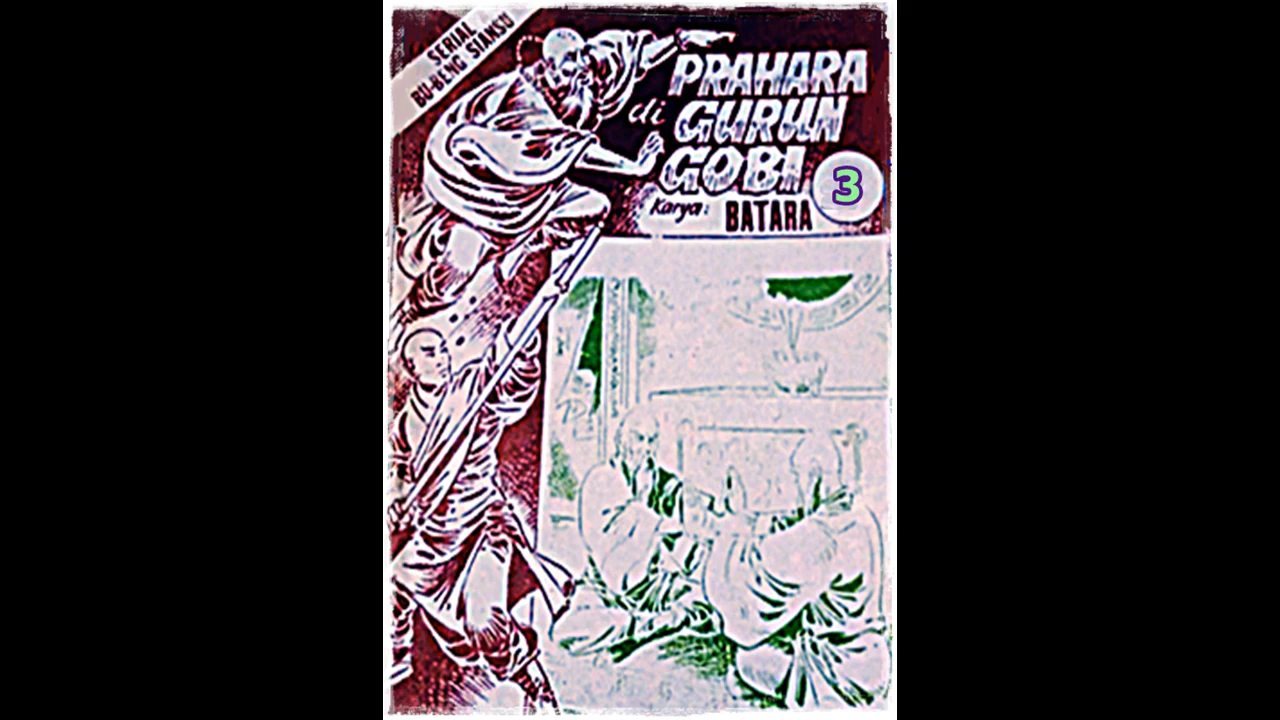 SERIAL
BU-BENG SIANSU
PRAHARA
di GURUN
GOBI
3
Karya: BATARA